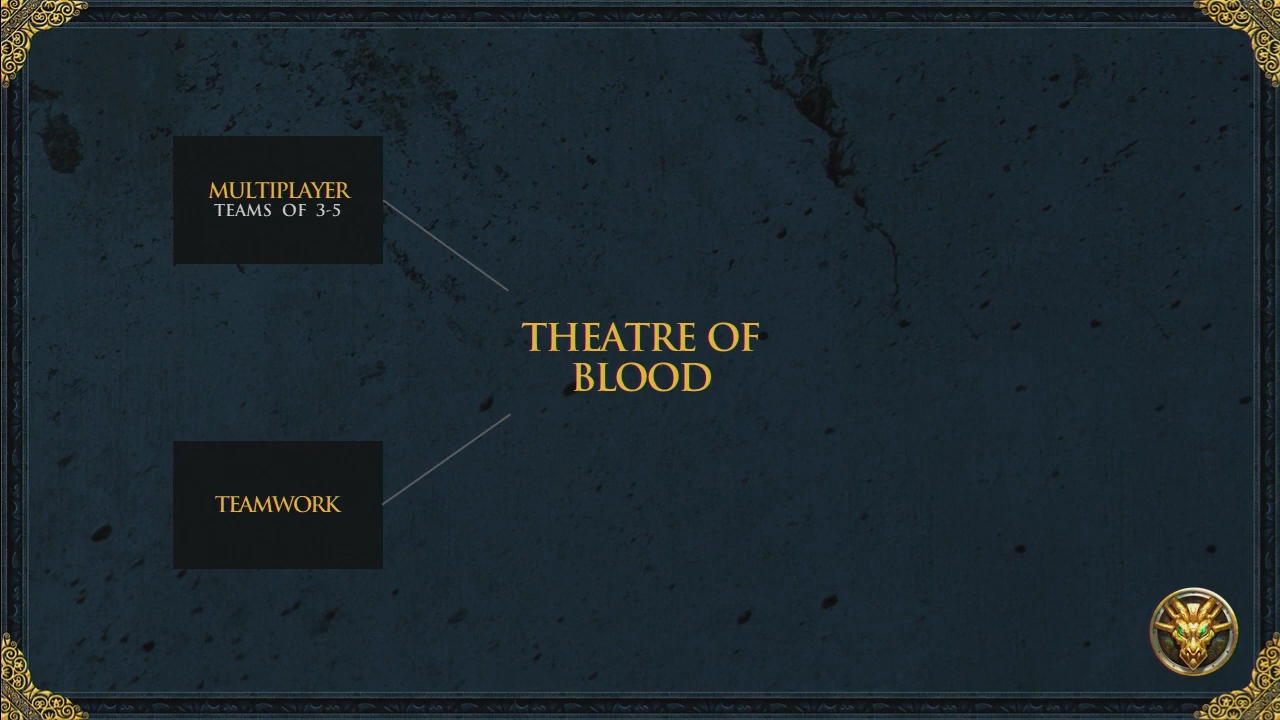 MULTIPLAYER
TEAMS OF 3-5
THEATRE OF
BLOOD
TEAMWORK